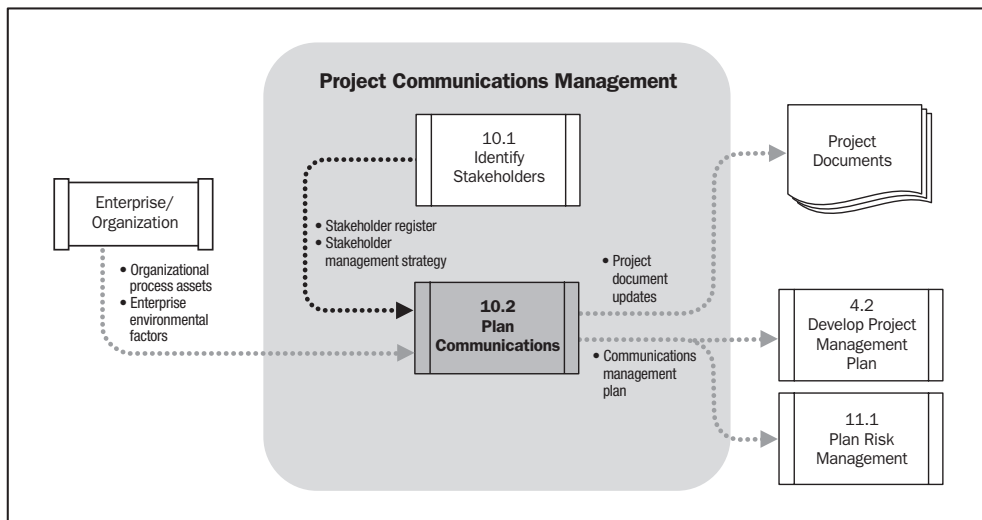 Project Communications Management
10.1
Identify
Stakeholders
Project
Documents
Enterprise/
Organization
• Stakeholder register
• Stakeholder
management strategy
• Organizational
process assets
• Enterprise
environmental
factors
• Project
document
updates
10.2
Plan
Communications
4.2
Develop Project
Management
Plan
• Communications
management
plan
11.1
Plan Risk
Management